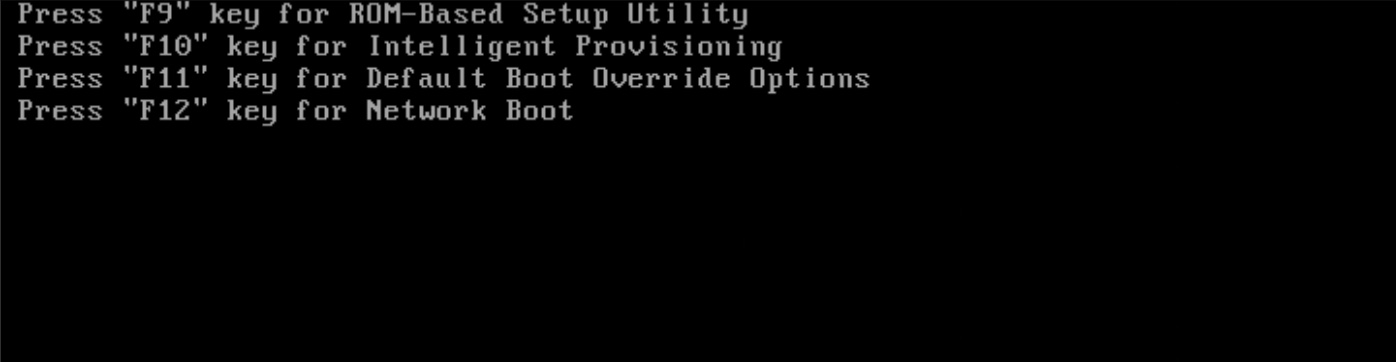 Press "F9" key for ROM-Based Setup Utility
Press "F10" key for Intelligent Provisioning
Press "F11" key for Default Boot Override Options
Press "F12" key for Network Boot